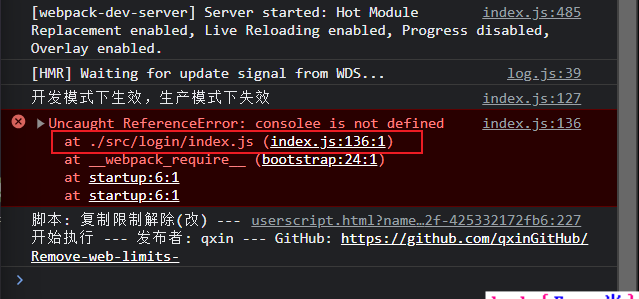 [webpack-dev-server] Server started: Hot Module index.js:485
Replacement enabled, Live Reloading enabled, Progress disabled,
Overlay enabled.
[HMR] Waiting for update signal from WDS... log.js:39
开发模式下生效，生产模式下失效 index.js:127
Uncaught ReferenceError: consolee is not defined index.js:136
at ./src/login/index.js (index.js:136:1)
at __webpack_require__ (bootstrap:24:1)
at startup:6:1
at startup:6:1
脚本: 复制限制解除(改) --- userscript.html?name…2f-425332172fb6:227
开始执行 --- 发布者: qxin --- GitHub: https://github.com/qxinGitHub/
Remove-web-limits-